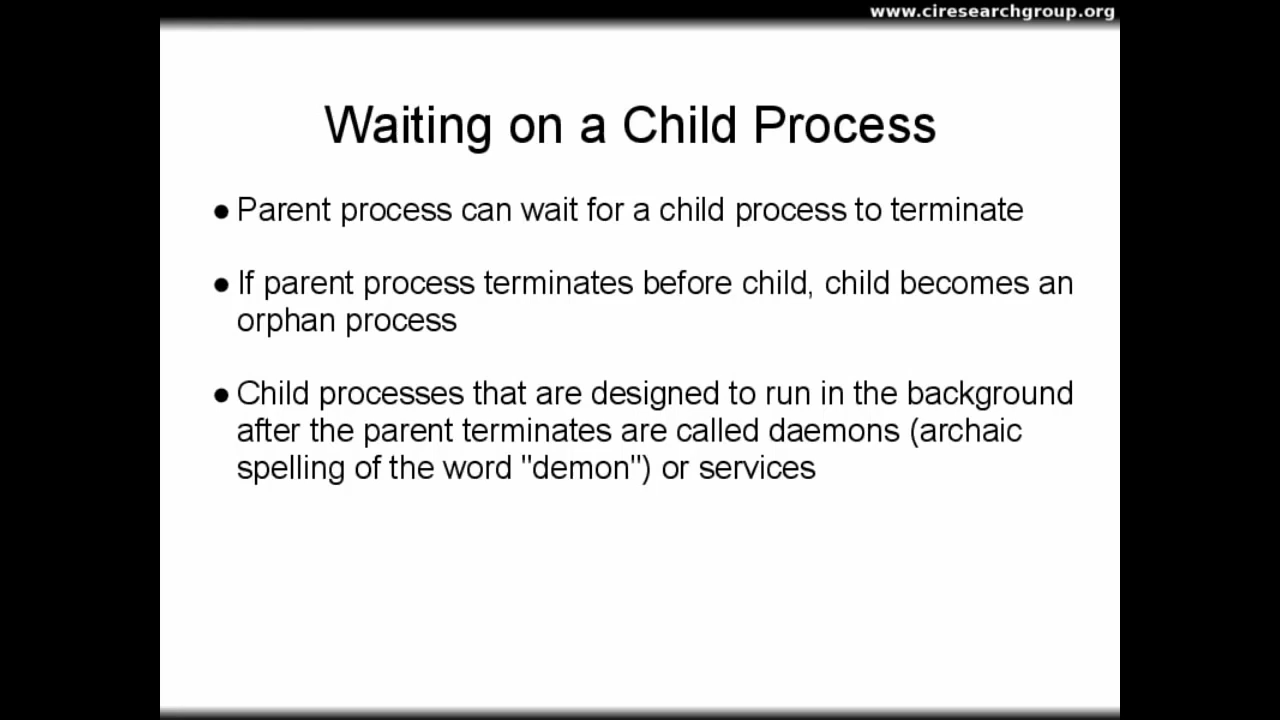 www.ciresearchgroup.org
Waiting on a Child Process
● Parent process can wait for a child process to terminate
● If parent process terminates before child, child becomes an
orphan process
● Child processes that are designed to run in the background
after the parent terminates are called daemons (archaic
spelling of the word "demon") or services